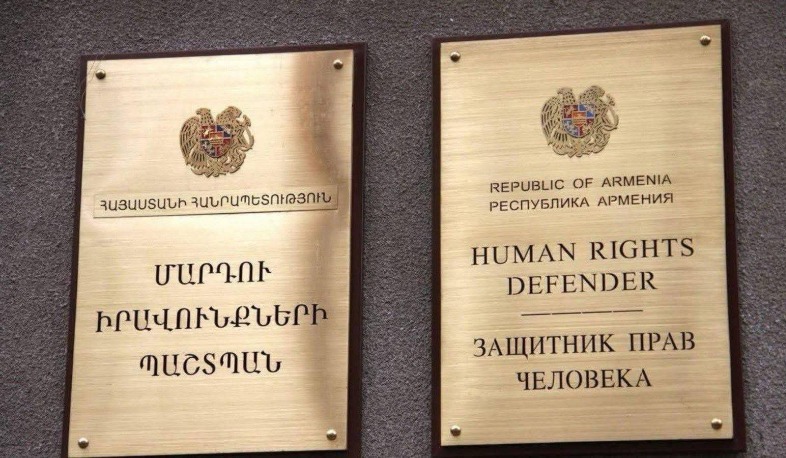 ՀԱՅԱՍՏԱՆԻ ՀԱՆՐԱՊԵՏՈՒԹՅՈՒՆ
ՄԱՐԴՈՒ
ԻՐԱՎՈՒՆՔՆԵՐԻ
ՊԱՇՏՊԱՆ
REPUBLIC OF ARMENIA
РЕСПУБЛИКА АРМЕНИЯ
HUMAN RIGHTS
DEFENDER
ЗАЩИТНИК ПРАВ
ЧЕЛОВЕКА